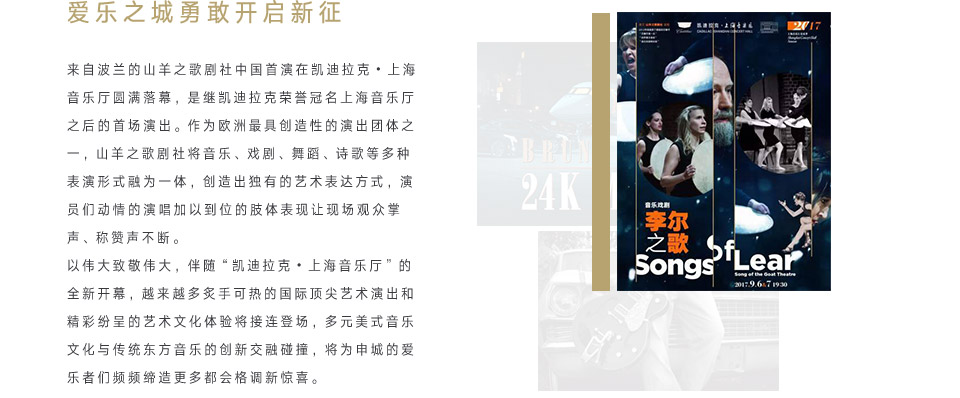 爱乐之城勇敢开启新征
来自波兰的山羊之歌剧社中国首演在凯迪拉克•上海
音乐厅圆满落幕，是继凯迪拉克荣誉冠名上海音乐厅
之后的首场演出。作为欧洲最具创造性的演出团体之
一，山羊之歌剧社将音乐、戏剧、舞蹈、诗歌等多种
表演形式融为一体，创造出独有的艺术表达方式，演
员们动情的演唱加以到位的肢体表现让现场观众掌
声、称赞声不断。
以伟大致敬伟大，伴随“凯迪拉克•上海音乐厅”的
全新开幕，越来越多炙手可热的国际顶尖艺术演出和
精彩纷呈的艺术文化体验将接连登场，多元美式音乐
文化与传统东方音乐的创新交融碰撞，将为申城的爱
乐者们频频缔造更多都会格调新惊喜。
24K
凯迪拉克•上海音乐厅
CADILLAC SHANGHAI CONCERT HALL
2017
音乐戏剧
李尔
之歌
Songs
of
Lear
Song of the Goat Theatre
2017.9.6&7 19:30